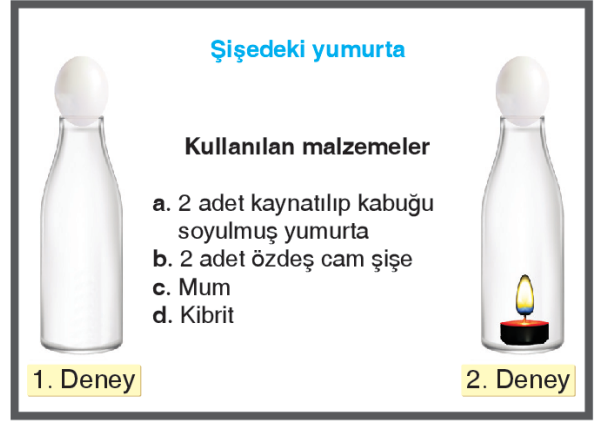 Şişedeki yumurta
Kullanılan malzemeler
a. 2 adet kaynatılıp kabuğu
soyulmuş yumurta
b. 2 adet özdeş cam şişe
c. Mum
d. Kibrit
1. Deney
2. Deney